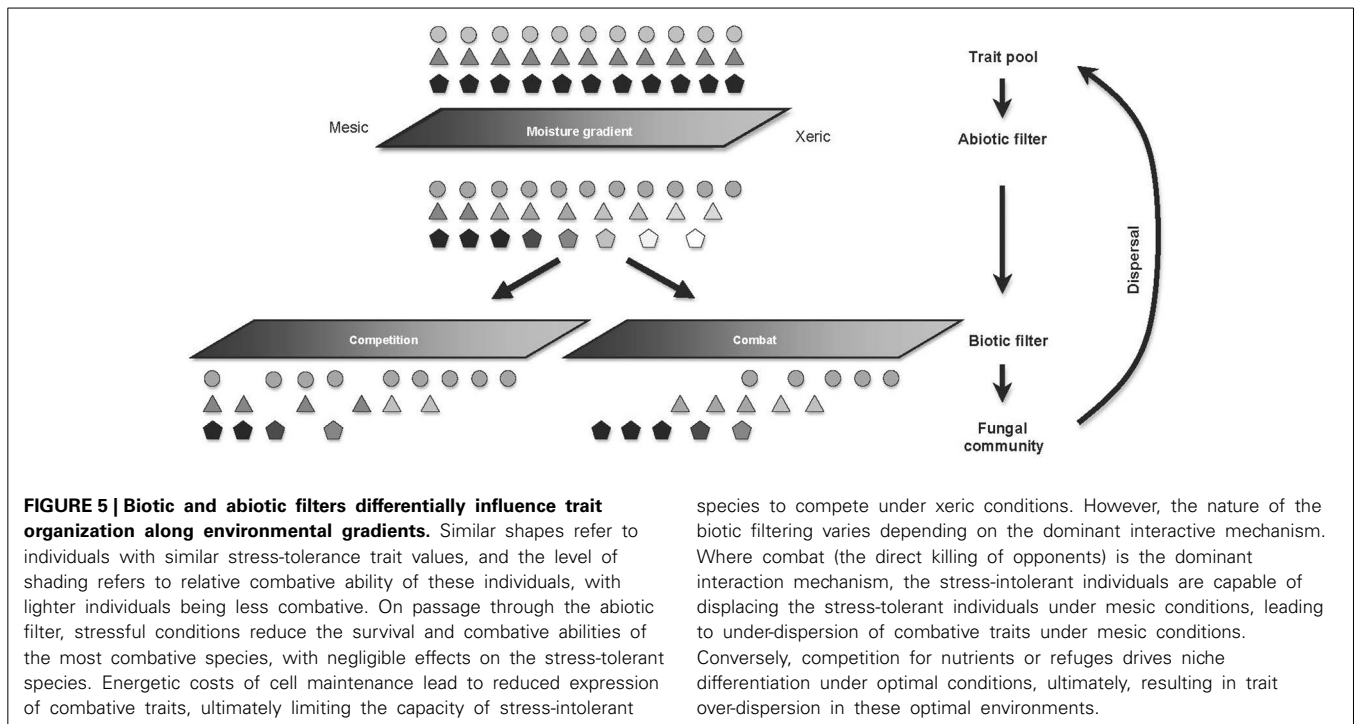 Trait pool
Mesic
Moisture gradient
Xeric
Abiotic filter
Dispersal
Competition
Combat
Biotic filter
Fungal
community
FIGURE 5 | Biotic and abiotic filters differentially influence trait
organization along environmental gradients. Similar shapes refer to
individuals with similar stress-tolerance trait values, and the level of
shading refers to relative combative ability of these individuals, with
lighter individuals being less combative. On passage through the abiotic
filter, stressful conditions reduce the survival and combative abilities of
the most combative species, with negligible effects on the stress-tolerant
species. Energetic costs of cell maintenance lead to reduced expression
of combative traits, ultimately limiting the capacity of stress-intolerant
species to compete under xeric conditions. However, the nature of the
biotic filtering varies depending on the dominant interactive mechanism.
Where combat (the direct killing of opponents) is the dominant
interaction mechanism, the stress-intolerant individuals are capable of
displacing the stress-tolerant individuals under mesic conditions, leading
to under-dispersion of combative traits under mesic conditions.
Conversely, competition for nutrients or refuges drives niche
differentiation under optimal conditions, ultimately, resulting in trait
over-dispersion in these optimal environments.